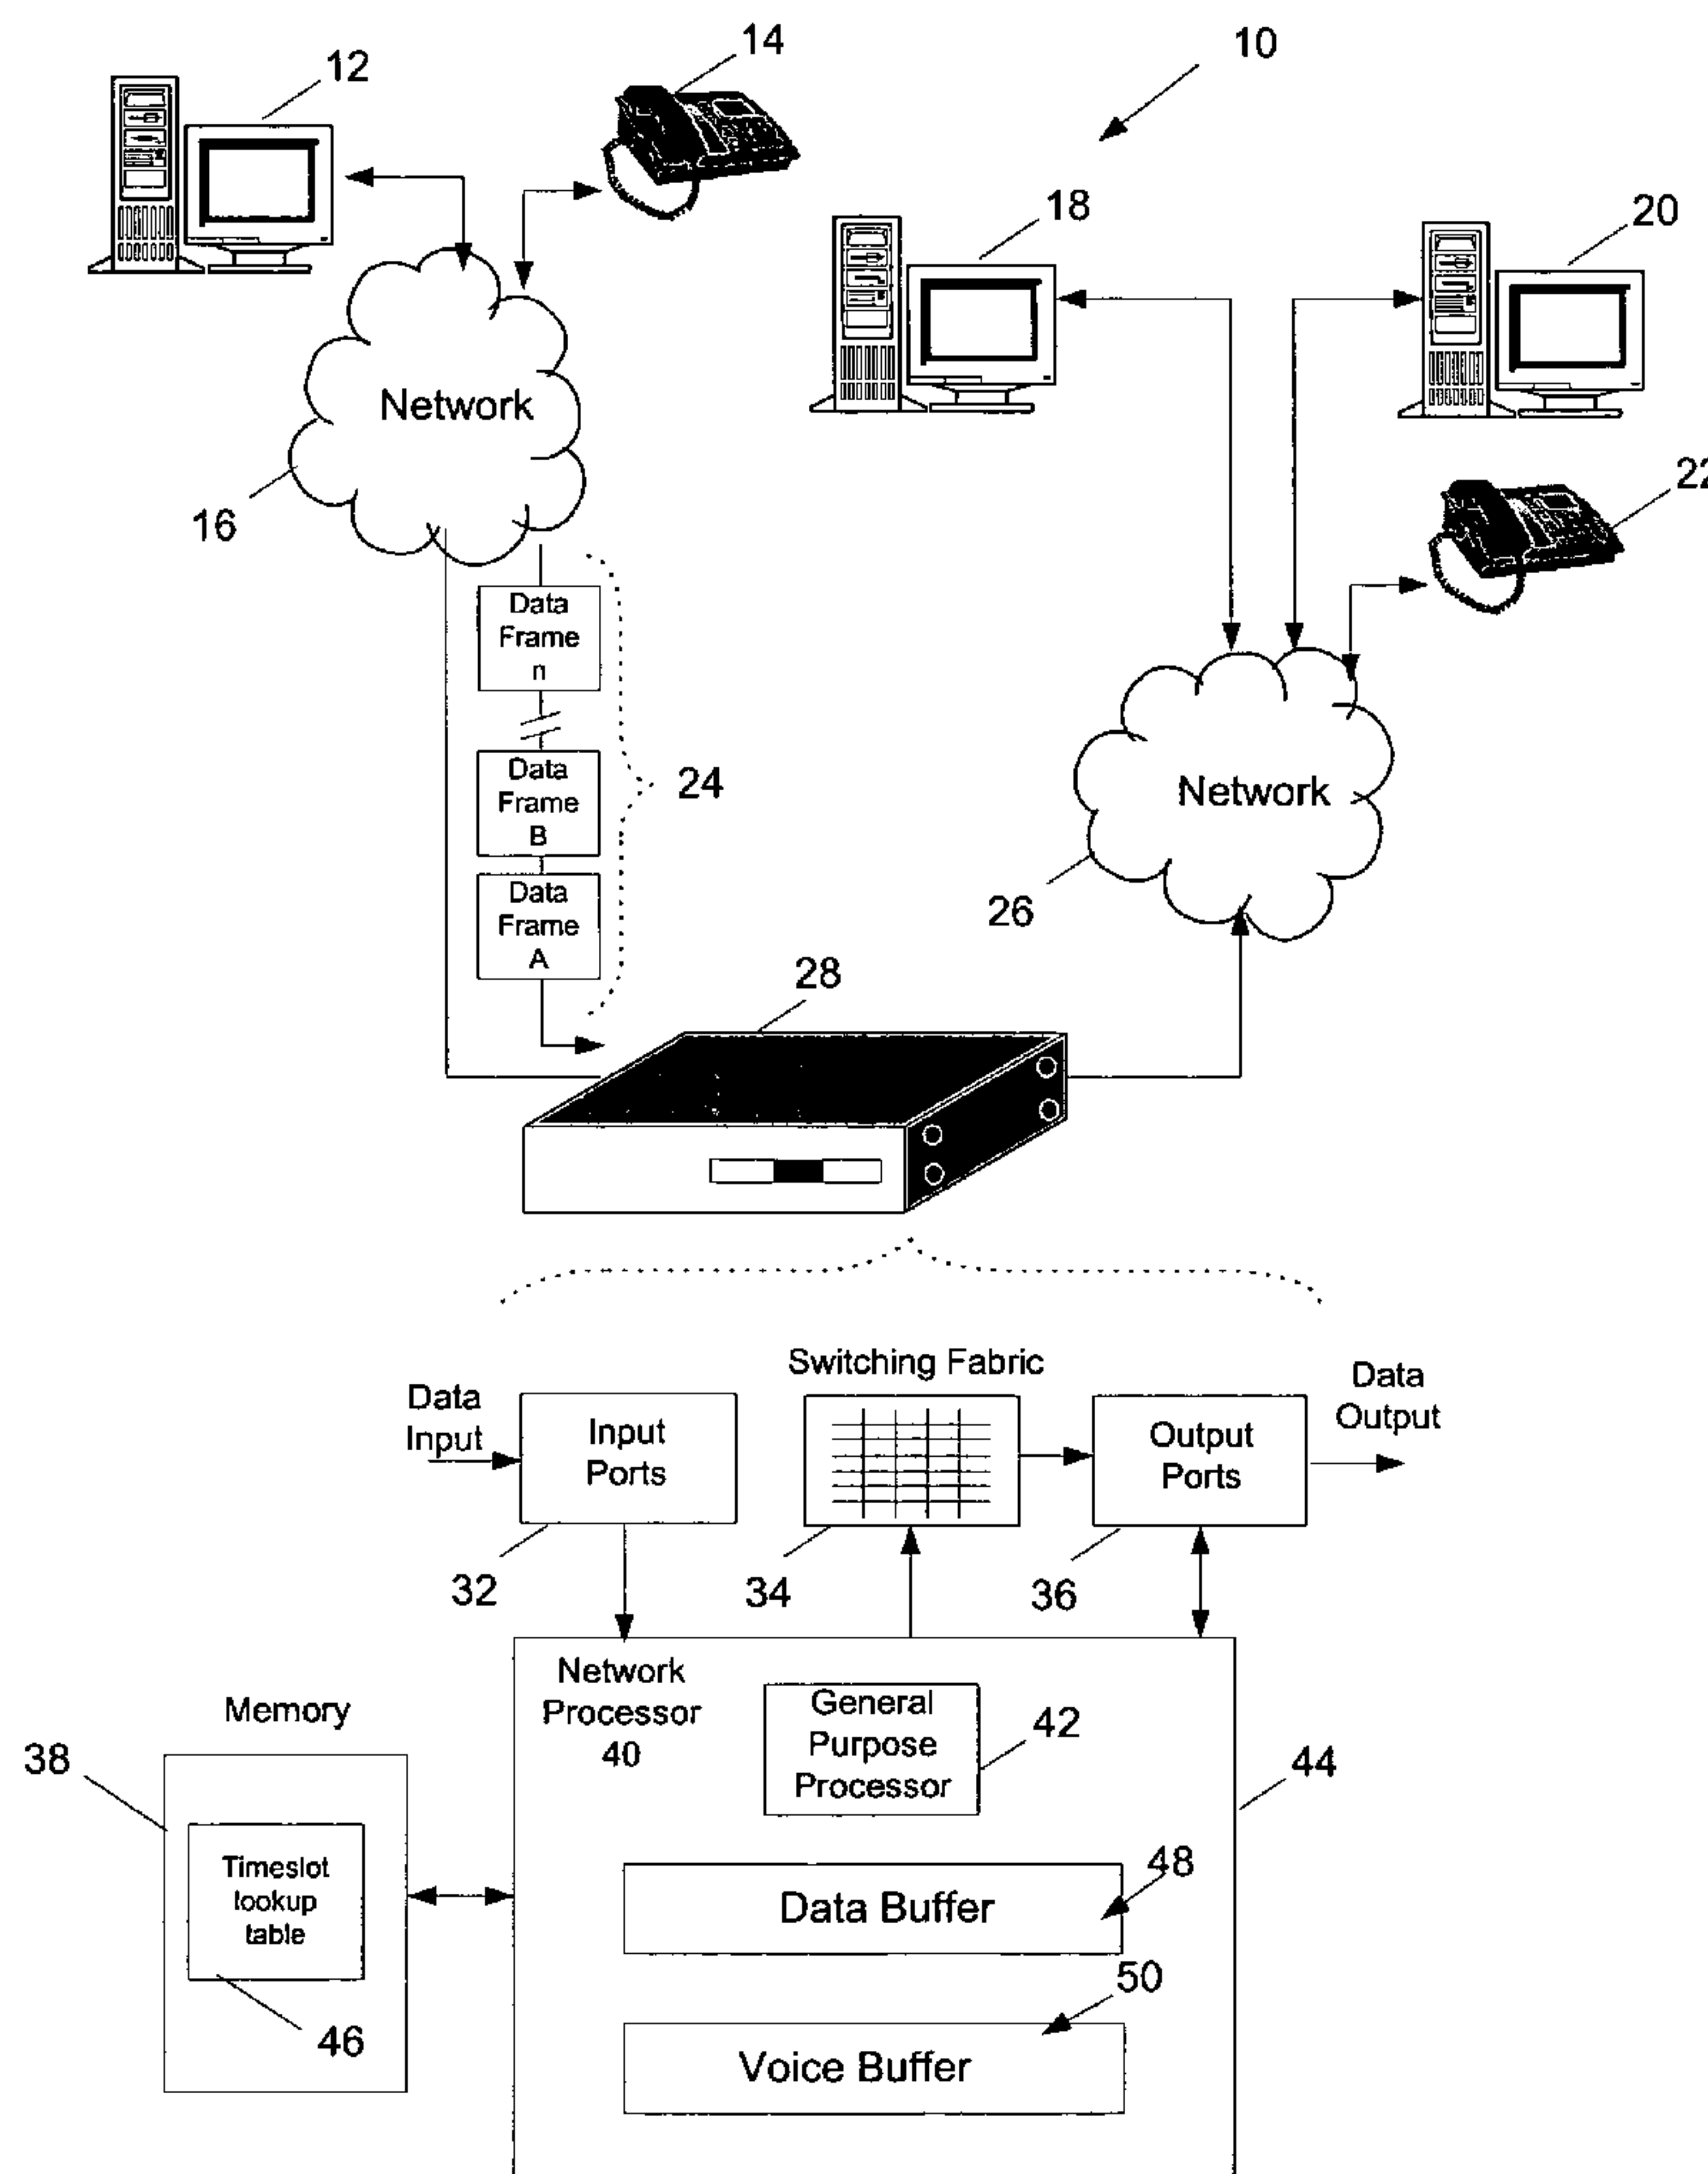 12
14
10
18
20
Network
22
16
Data
Frame
n
Data
Frame
B
24
Network
Data
Frame
A
26
28
Switching Fabric
Data
Input
Input
Ports
Output
Ports
Data
Output
32
34
36
Network
Processor
40
General
Purpose
Processor
42
Memory
38
44
Timeslot
lookup
table
48
Data Buffer
46
50
Voice Buffer